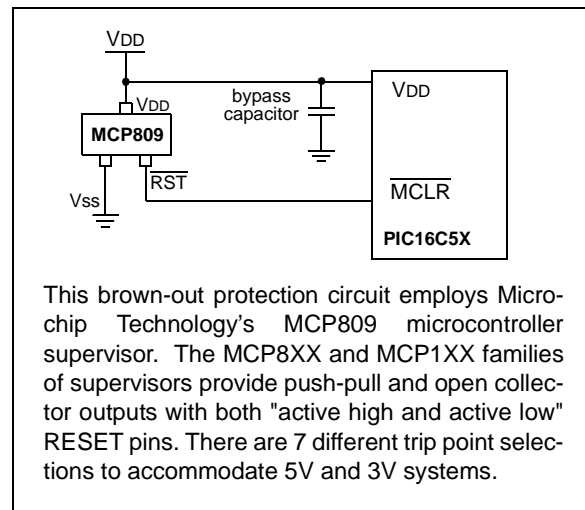 VDD
VDD
bypass
capacitor
VDD
MCP809
RST
Vss
MCLR
PIC16C5X
This brown-out protection circuit employs Micro-
chip Technology's MCP809 microcontroller
supervisor. The MCP8XX and MCP1XX families
of supervisors provide push-pull and open collec-
tor outputs with both "active high and active low"
RESET pins. There are 7 different trip point selec-
tions to accommodate 5V and 3V systems.